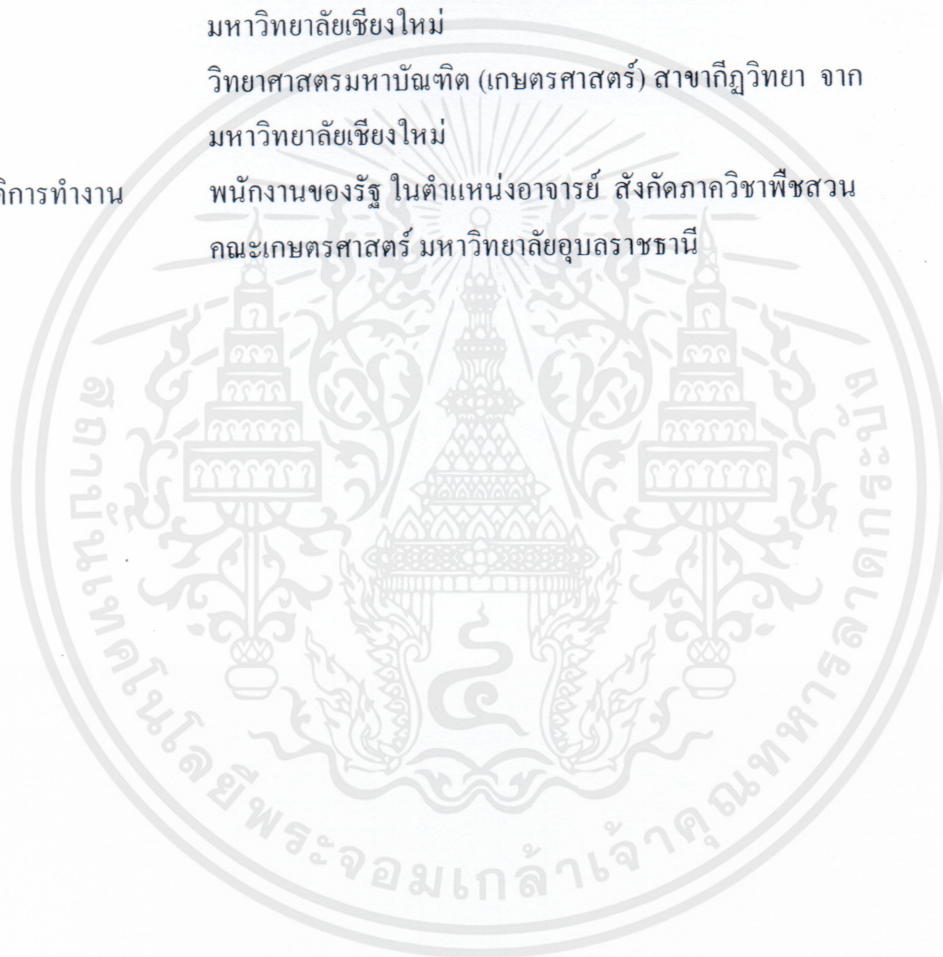 มหาวิทยาลัยเชียงใหม่
วิทยาศาสตรมหาบัณฑิต (เกษตรศาสตร์) สาขากีฏวิทยา จาก
มหาวิทยาลัยเชียงใหม่
ติการทำงาน พนักงานของรัฐ ในตำแหน่งอาจารย์ สังกัดภาควิชาพืชสวน
คณะเกษตรศาสตร์ มหาวิทยาลัยอุบลราชธานี
สถาบันเทคโนโลยีพระจอมเกล้าเจ้าคุณทหารลาดกระบัง